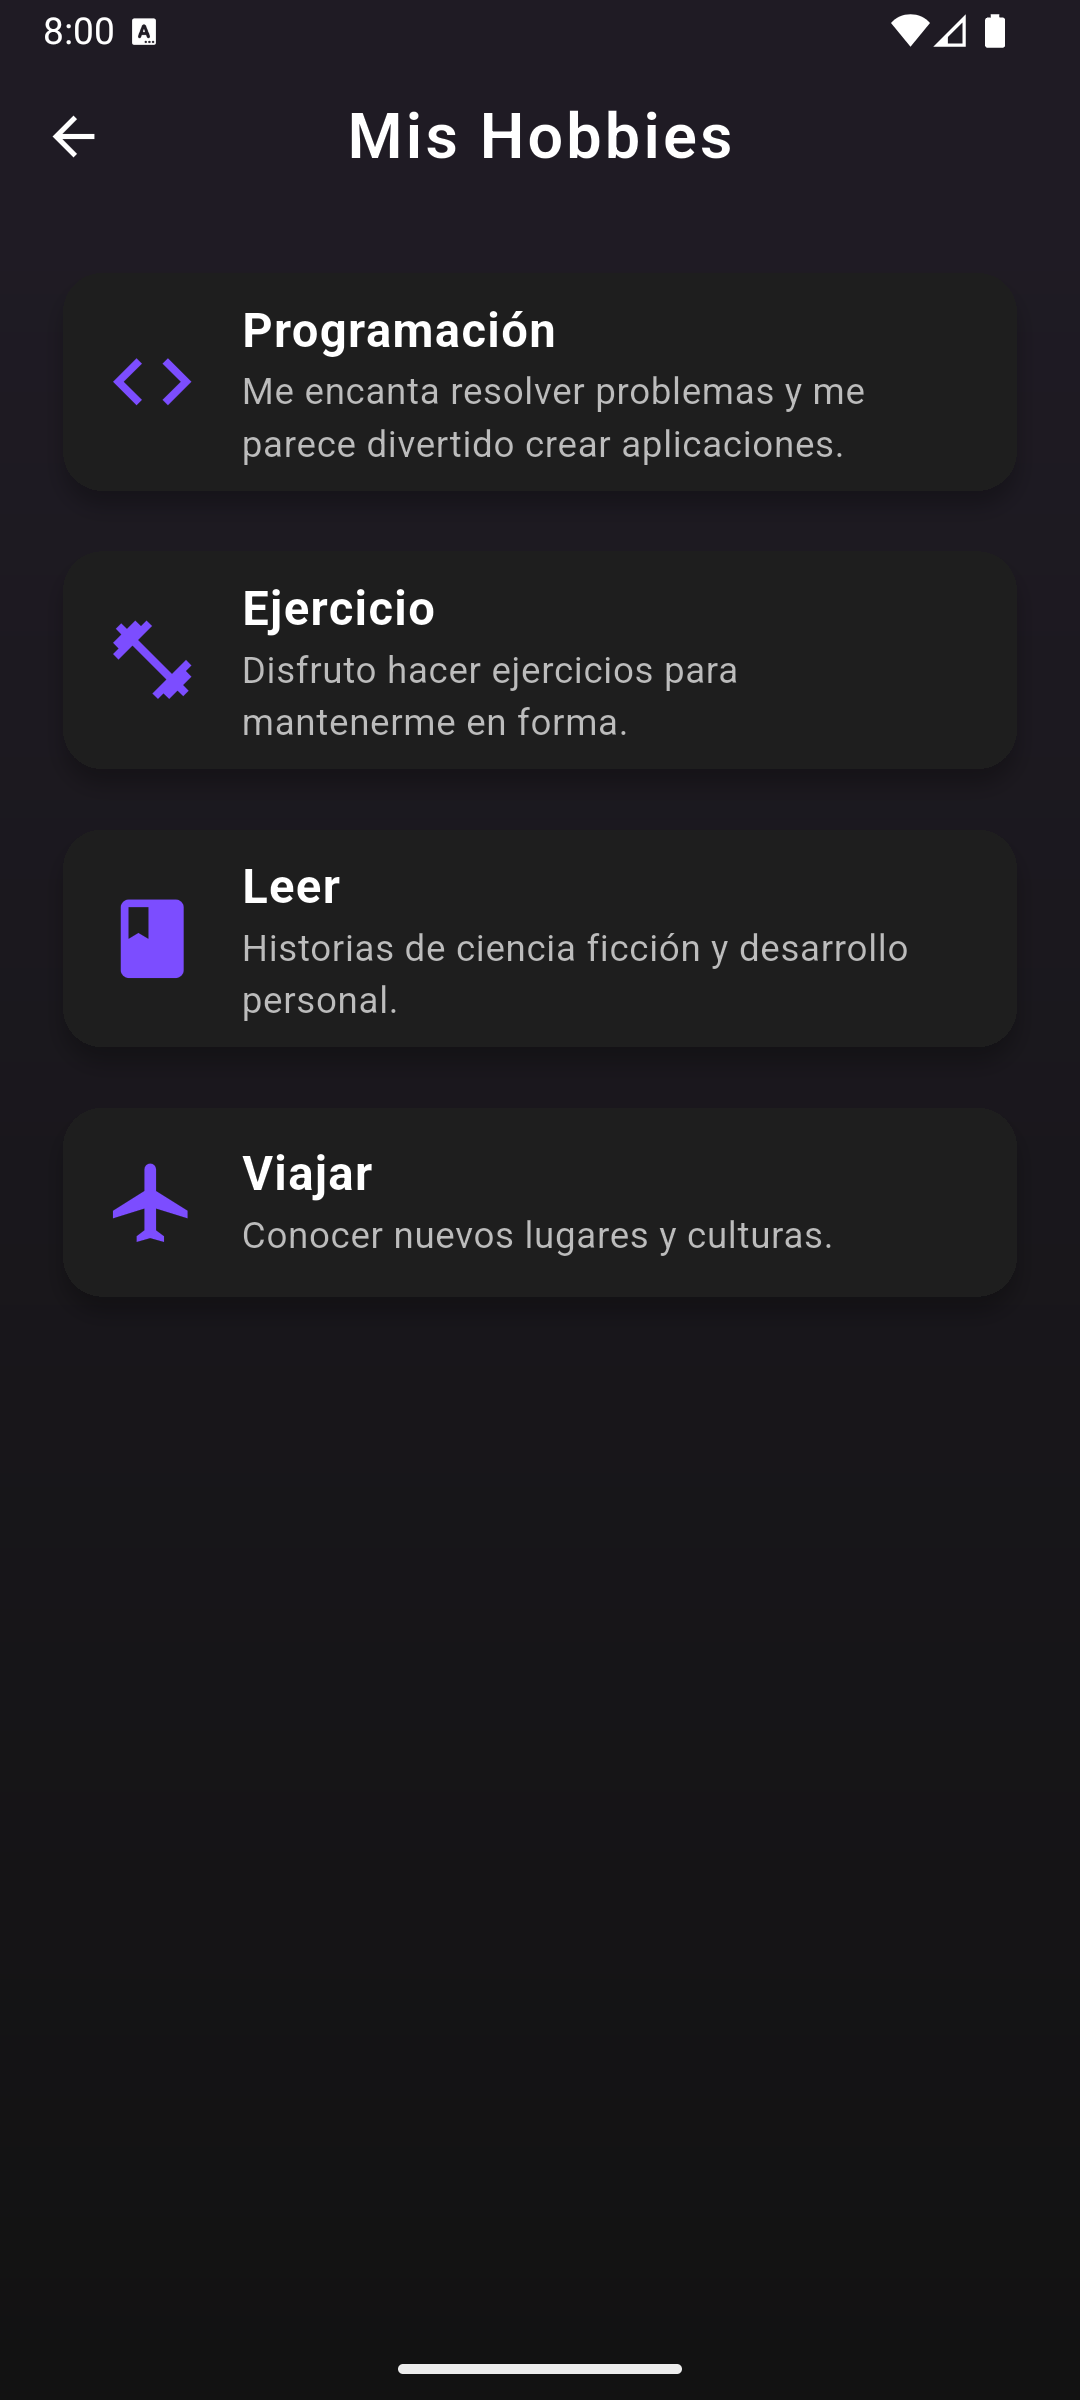 8:00
Mis Hobbies
Programación
Me encanta resolver problemas y me
parece divertido crear aplicaciones.
Ejercicio
Disfruto hacer ejercicios para
mantenerme en forma.
Leer
Historias de ciencia ficción y desarrollo
personal.
Viajar
Conocer nuevos lugares y culturas.